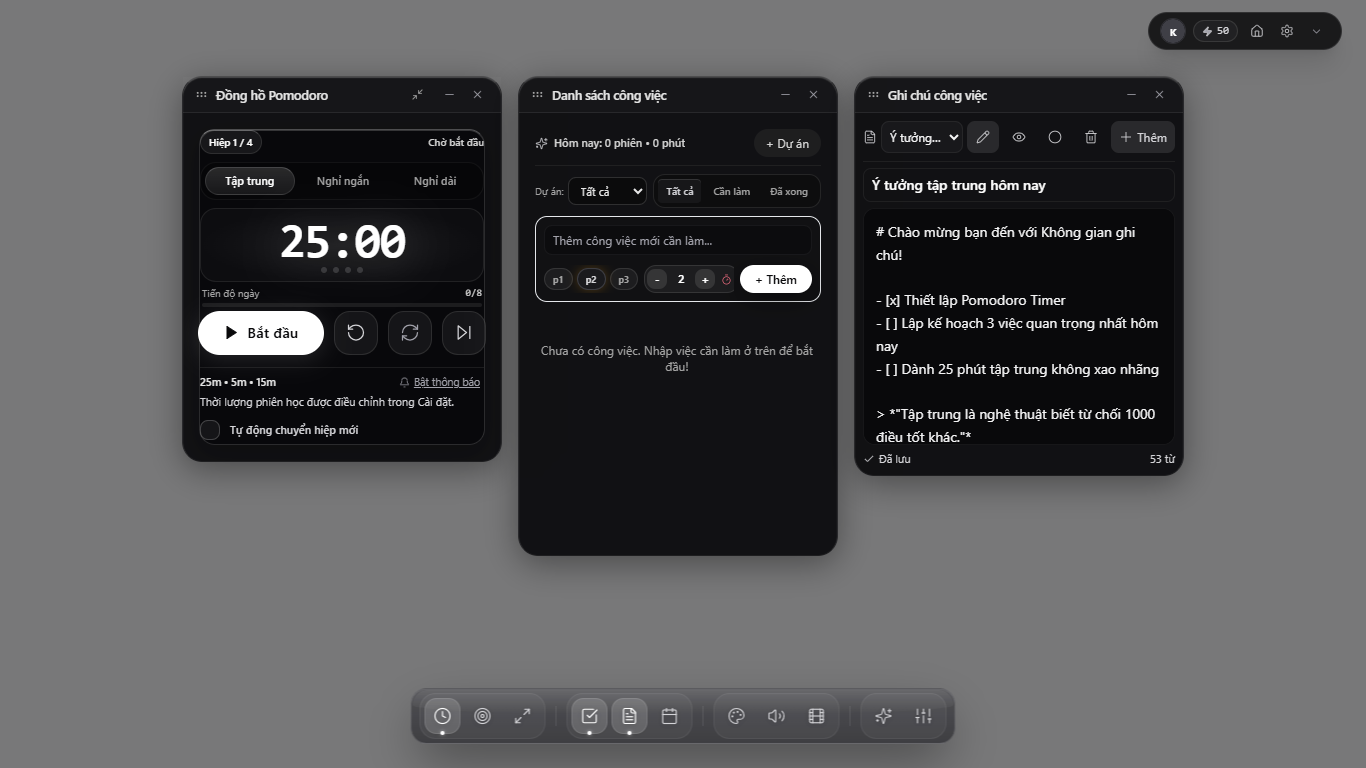 K
50
Đồng hồ Pomodoro
Hiệp 1 / 4
Chờ bắt đầu
Tập trung
Nghỉ ngắn
Nghỉ dài
25:00
Tiến độ ngày
0/8
Bắt đầu
25m • 5m • 15m
Bật thông báo
Thời lượng phiên học được điều chỉnh trong Cài đặt.
Tự động chuyển hiệp mới
Danh sách công việc
Hôm nay: 0 phiên • 0 phút
+ Dự án
Dự án:
Tất cả
Tất cả
Cần làm
Đã xong
Thêm công việc mới cần làm...
p1
p2
p3
-
2
+
+ Thêm
Chưa có công việc. Nhập việc cần làm ở trên để bắt
đầu!
Ghi chú công việc
Ý tưởng...
+ Thêm
Ý tưởng tập trung hôm nay
# Chào mừng bạn đến với Không gian ghi
chú!
- [x] Thiết lập Pomodoro Timer
- [ ] Lập kế hoạch 3 việc quan trọng nhất hôm
nay
- [ ] Dành 25 phút tập trung không xao nhãng
> *"Tập trung là nghệ thuật biết từ chối 1000
điều tốt khác."*
Đã lưu
53 từ